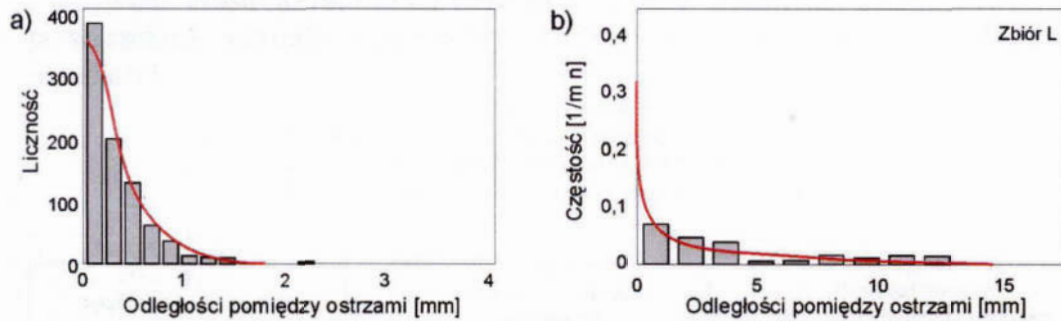 a)
400
300
200
100
0
Liczność
0 1 2 3 4
Odległości pomiędzy ostrzami [mm]
b)
Zbiór L
0,4
0,3
0,2
0,1
0
Częstość [1/m n]
0 5 10 15
Odległości pomiędzy ostrzami [mm]